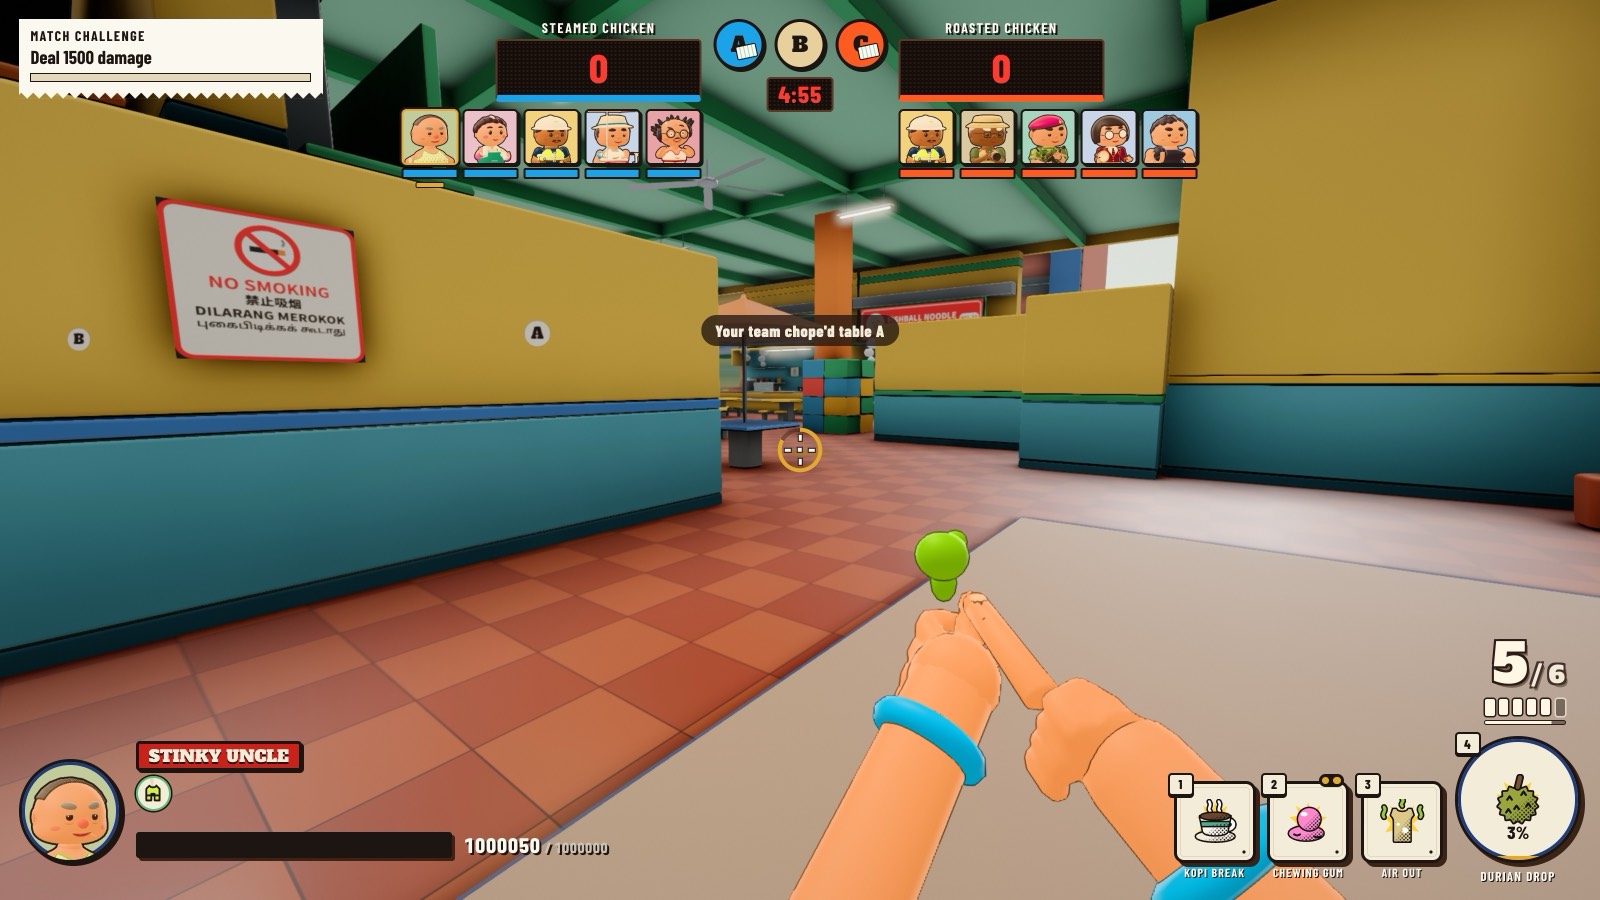 MATCH CHALLENGE
Deal 1500 damage
STEAMED CHICKEN
0
A
B
C
4:55
ROASTED CHICKEN
0
NO SMOKING
禁止吸烟
DILARANG MEROKOK
புகைபிடிக்கக் கூடாது
B
A
Your team chope'd table A
NOODLE
5/6
STINKY UNCLE
1000050 / 1000000
1
2
3
4
3%
KOPI BREAK
CHEWING GUM
AIR OUT
DURIAN DROP